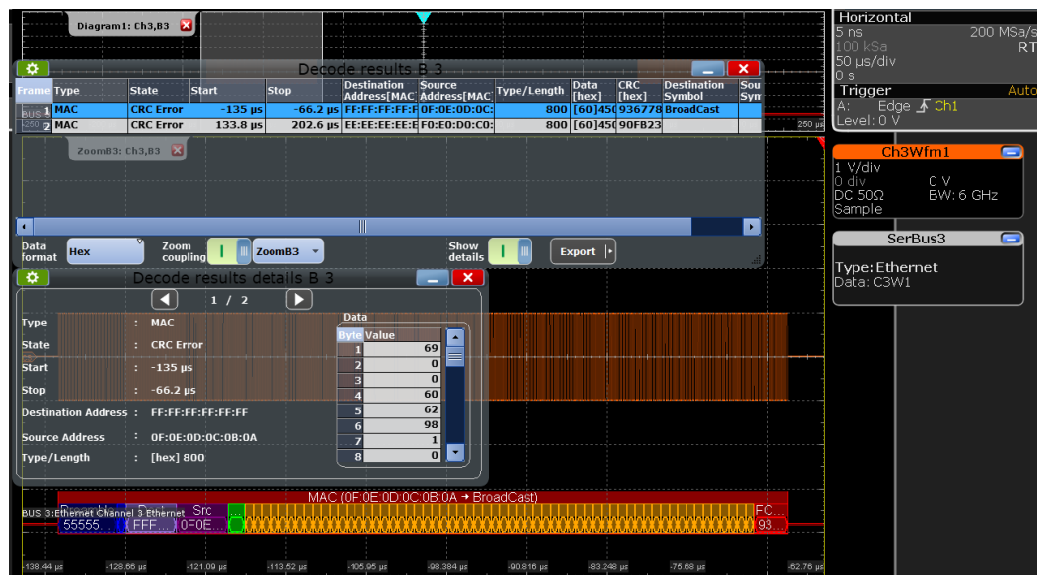 Diagram1: Ch3,B3
Horizontal
5 ns 200 MSa/s
100 kSa RT
50 µs/div
0 s
Trigger Auto
A: Edge Ch1
Level: 0 V
Decode results B 3
Frame Type State Start Stop Destination Address[MAC] Source Address[MAC] Type/Length Data [hex] CRC [hex] Destination Symbol Sou Sym
1 MAC CRC Error -135 µs -66.2 µs FF:FF:FF:FF:F 0F:0E:0D:0C: 800 [60]450 936778 BroadCast
2 MAC CRC Error 133.8 µs 202.6 µs EE:EE:EE:EE:E F0:E0:D0:C0: 800 [60]450 90FB23
BUS 1
-250
250 µs
ZoomB3: Ch3,B3
Ch3Wfm1
1 V/div
0 div 0 V
DC 50Ω BW: 6 GHz
Sample
SerBus3
Type:Ethernet
Data: C3W1
Data format Hex Zoom coupling ZoomB3 Show details Export
Decode results details B 3
1 / 2
Type : MAC
State : CRC Error
Start : -135 µs
Stop : -66.2 µs
Destination Address : FF:FF:FF:FF:FF:FF
Source Address : 0F:0E:0D:0C:0B:0A
Type/Length : [hex] 800
Data
Byte Value
1 69
2 0
3 0
4 60
5 62
6 98
7 1
8 0
MAC (0F:0E:0D:0C:0B:0A → BroadCast)
BUS 3:Ethernet Channel 3 Ethernet Src ... FC...
55555... FFF... 0F0E... 93...
-138.44 µs -128.66 µs -121.09 µs -113.52 µs -105.95 µs -98.384 µs -90.816 µs -83.248 µs -75.68 µs -62.76 µs